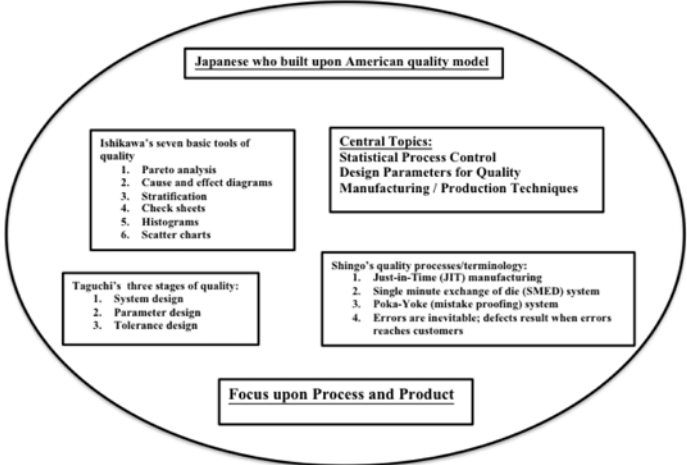 Japanese who built upon American quality model
Ishikawa's seven basic tools of
quality
1. Pareto analysis
2. Cause and effect diagrams
3. Stratification
4. Check sheets
5. Histograms
6. Scatter charts
Central Topics:
Statistical Process Control
Design Parameters for Quality
Manufacturing / Production Techniques
Taguchi's three stages of quality:
1. System design
2. Parameter design
3. Tolerance design
Shingo's quality processes/terminology:
1. Just-in-Time (JIT) manufacturing
2. Single minute exchange of die (SMED) system
3. Poka-Yoke (mistake proofing) system
4. Errors are inevitable; defects result when errors
reaches customers
Focus upon Process and Product